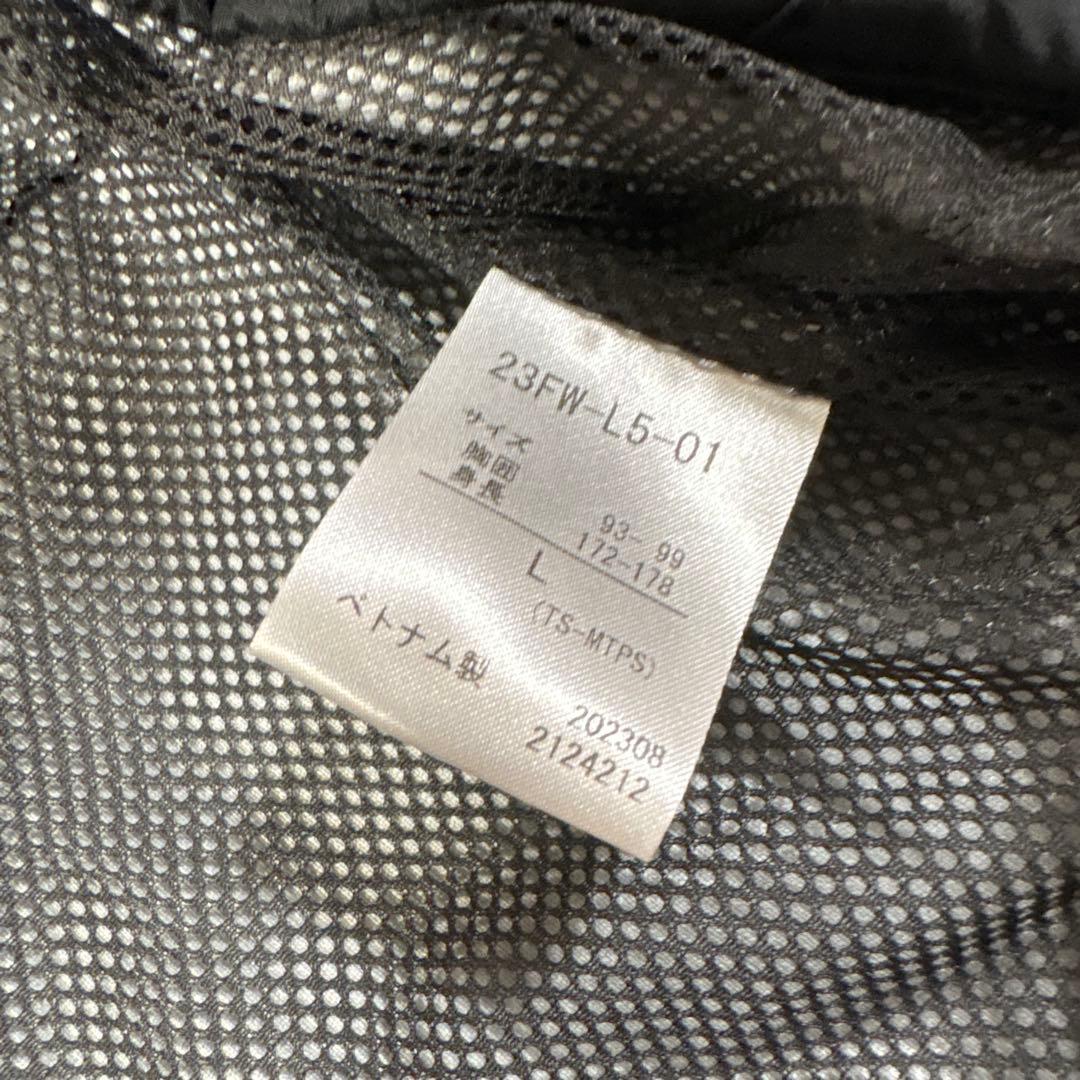 23FW-L5-01
サイズ
胸囲 93- 99
身長 172-178
L
(TS-MTPS)
ベトナム製
202308
2124212